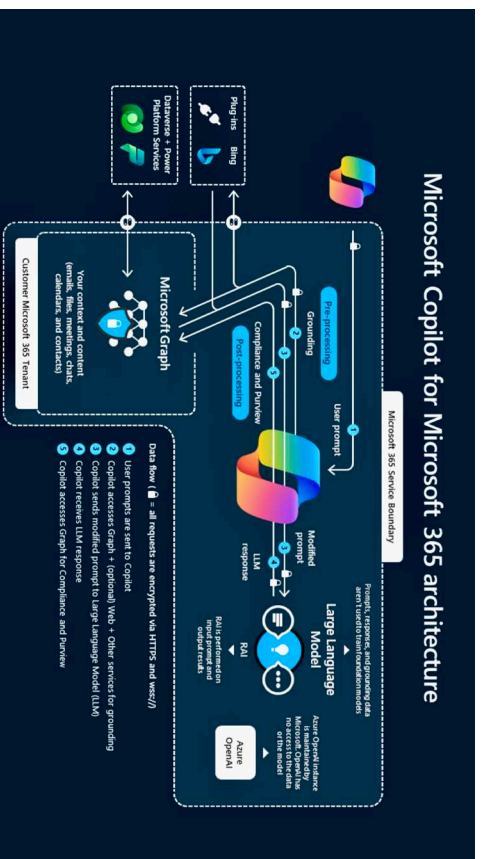 Microsoft Copilot for Microsoft 365 architecture
Microsoft 365 Service Boundary
Plug-ins
Bing
Dataverse + Power
Platform Services
User prompt
1
Pre-processing
Grounding
2
3
Compliance and Purview
5
Post-processing
Modified
prompt
3
4
LLM
response
Prompts, responses, and grounding data
aren't used to train foundation models
Large Language
Model
RAI
RAI is performed on
input prompt and
output results
Azure OpenAI instance
is maintained by
Microsoft. OpenAI has
no access to the data
or the model
Azure
OpenAI
Microsoft Graph
Your context and content
(emails, files, meetings, chats,
calendars, and contacts)
Customer Microsoft 365 Tenant
Data flow ( = all requests are encrypted via HTTPS and wss://)
1 User prompts are sent to Copilot
2 Copilot accesses Graph + (optional) Web + Other services for grounding
3 Copilot sends modified prompt to Large Language Model (LLM)
4 Copilot receives LLM response
5 Copilot accesses Graph for Compliance and Purview